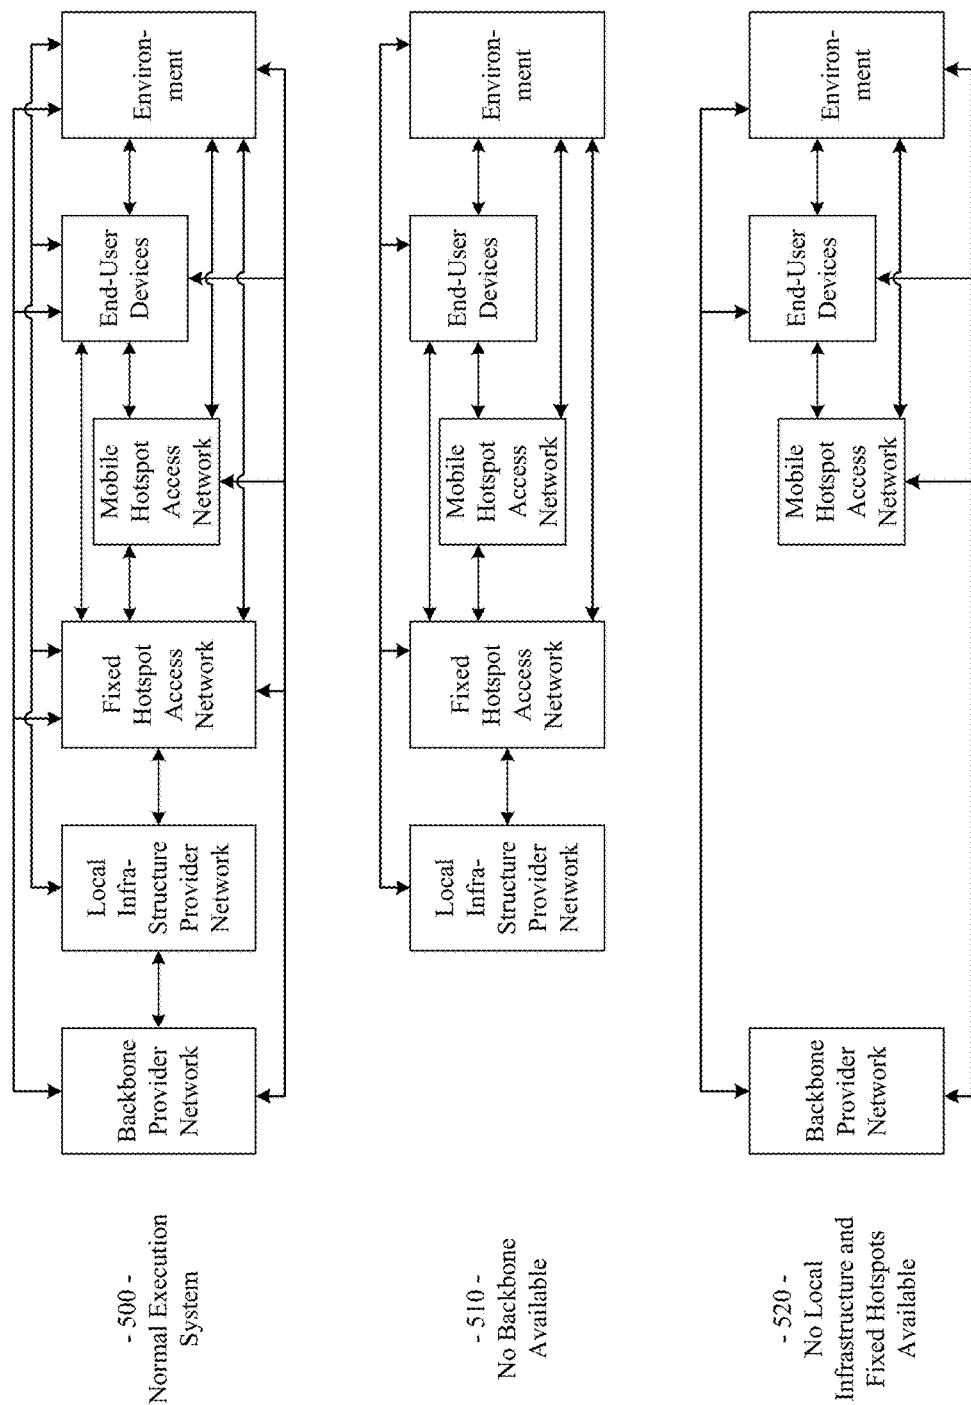 - 500 -
Normal Execution
System
Backbone
Provider
Network
Local
Infra-
Structure
Provider
Network
Fixed
Hotspot
Access
Network
Mobile
Hotspot
Access
Network
End-User
Devices
Environ-
ment
- 510 -
No Backbone
Available
Local
Infra-
Structure
Provider
Network
Fixed
Hotspot
Access
Network
Mobile
Hotspot
Access
Network
End-User
Devices
Environ-
ment
- 520 -
No Local
Infrastructure and
Fixed Hotspots
Available
Backbone
Provider
Network
Mobile
Hotspot
Access
Network
End-User
Devices
Environ-
ment